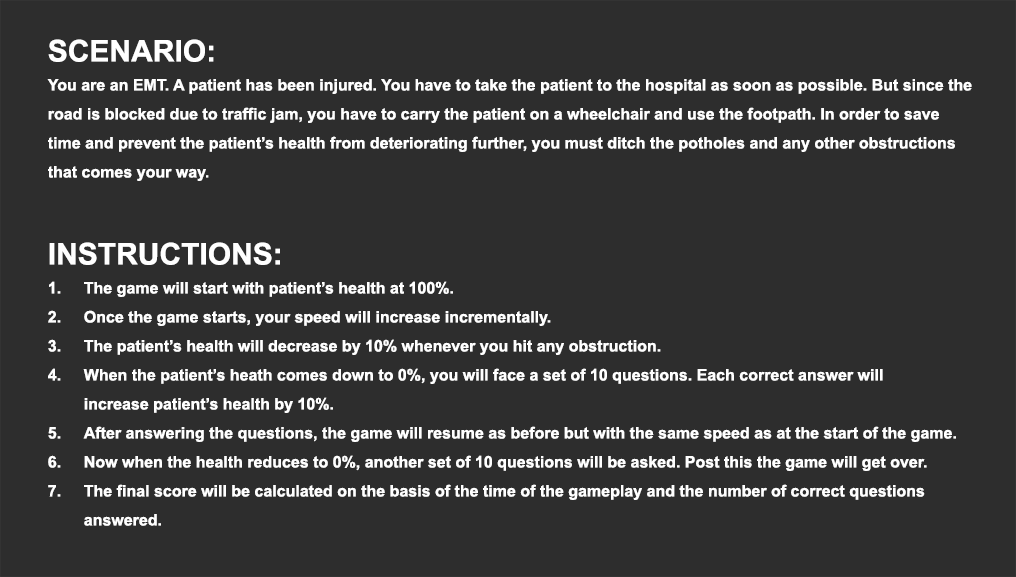 SCENARIO:
You are an EMT. A patient has been injured. You have to take the patient to the hospital as soon as possible. But since the
road is blocked due to traffic jam, you have to carry the patient on a wheelchair and use the footpath. In order to save
time and prevent the patient’s health from deteriorating further, you must ditch the potholes and any other obstructions
that comes your way.
INSTRUCTIONS:
1. The game will start with patient’s health at 100%.
2. Once the game starts, your speed will increase incrementally.
3. The patient’s health will decrease by 10% whenever you hit any obstruction.
4. When the patient’s heath comes down to 0%, you will face a set of 10 questions. Each correct answer will
increase patient’s health by 10%.
5. After answering the questions, the game will resume as before but with the same speed as at the start of the game.
6. Now when the health reduces to 0%, another set of 10 questions will be asked. Post this the game will get over.
7. The final score will be calculated on the basis of the time of the gameplay and the number of correct questions
answered.